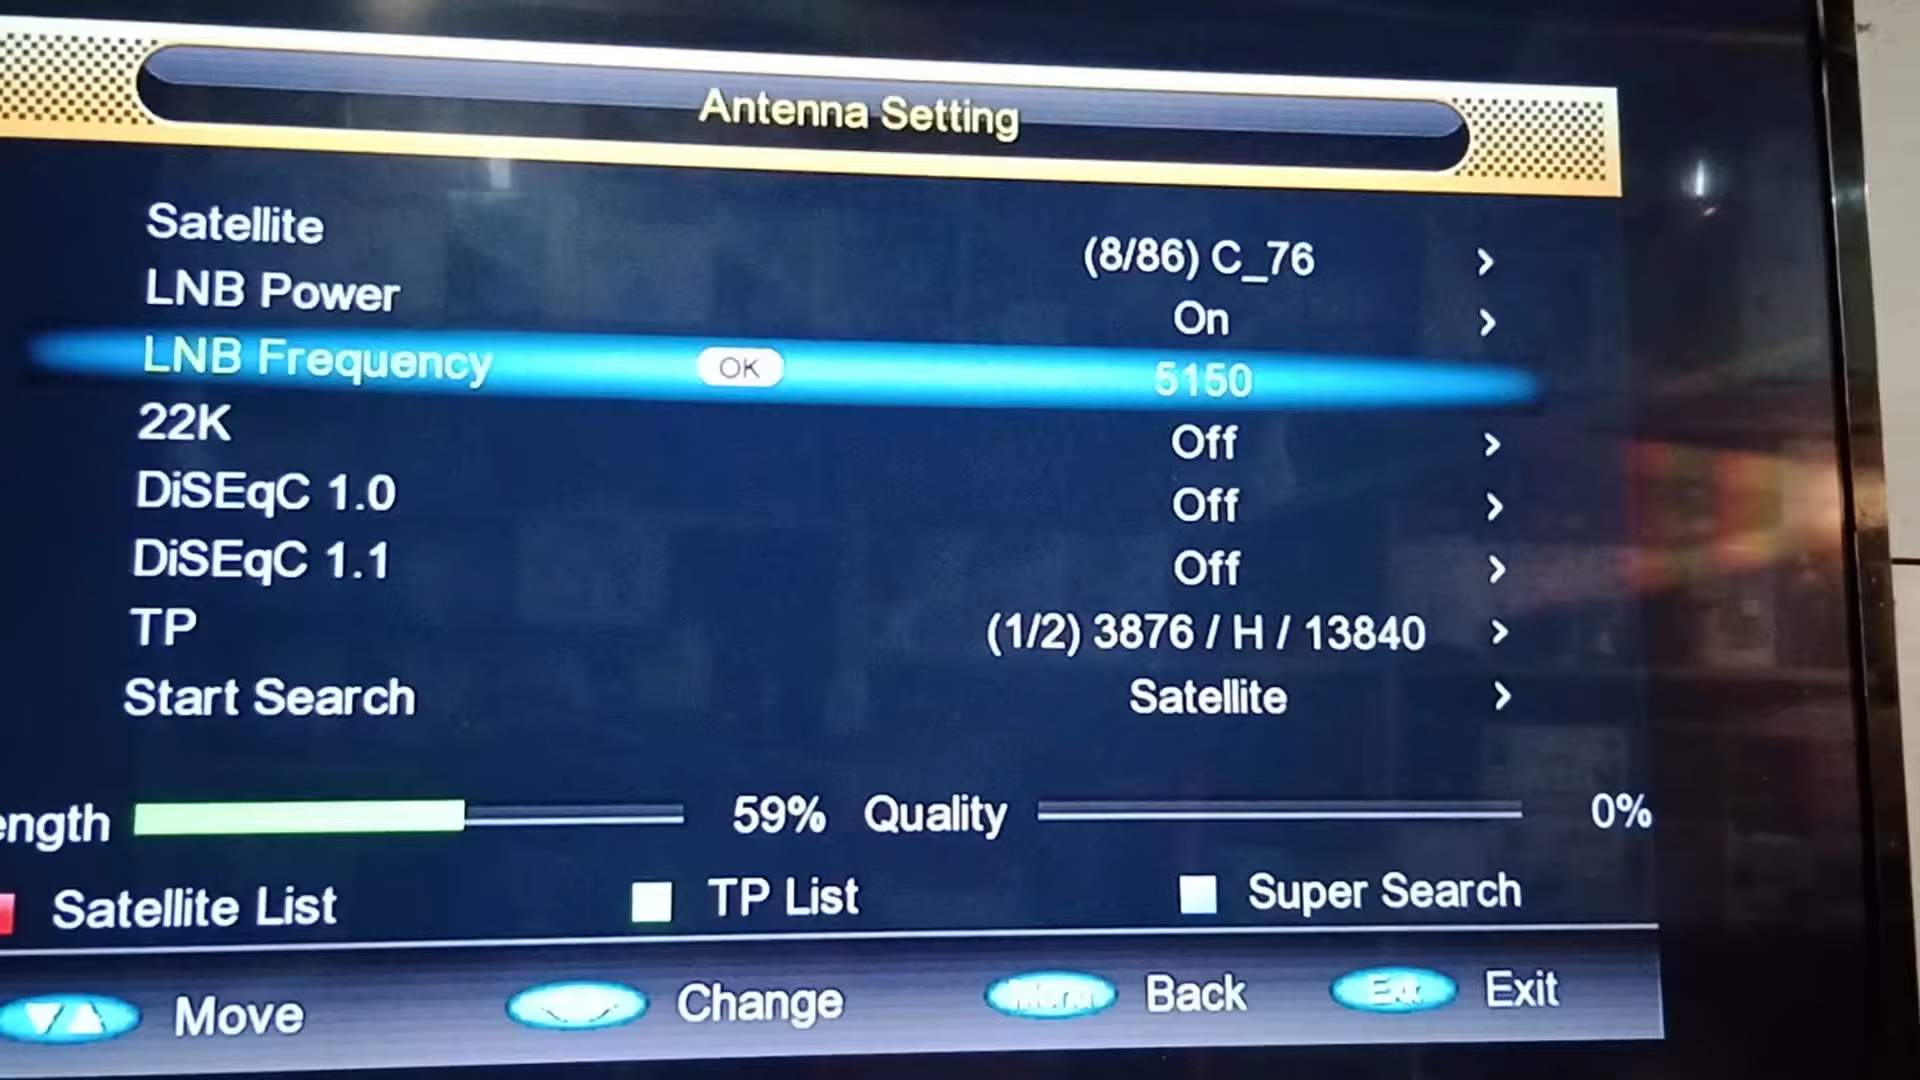 Antenna Setting
Satellite (8/86) C_76 >
LNB Power On >
LNB Frequency OK 5150
22K Off >
DiSEqC 1.0 Off >
DiSEqC 1.1 Off >
TP (1/2) 3876 / H / 13840 >
Start Search Satellite >
ength 59% Quality 0%
Satellite List TP List Super Search
Move Change Menu Back Exit Exit